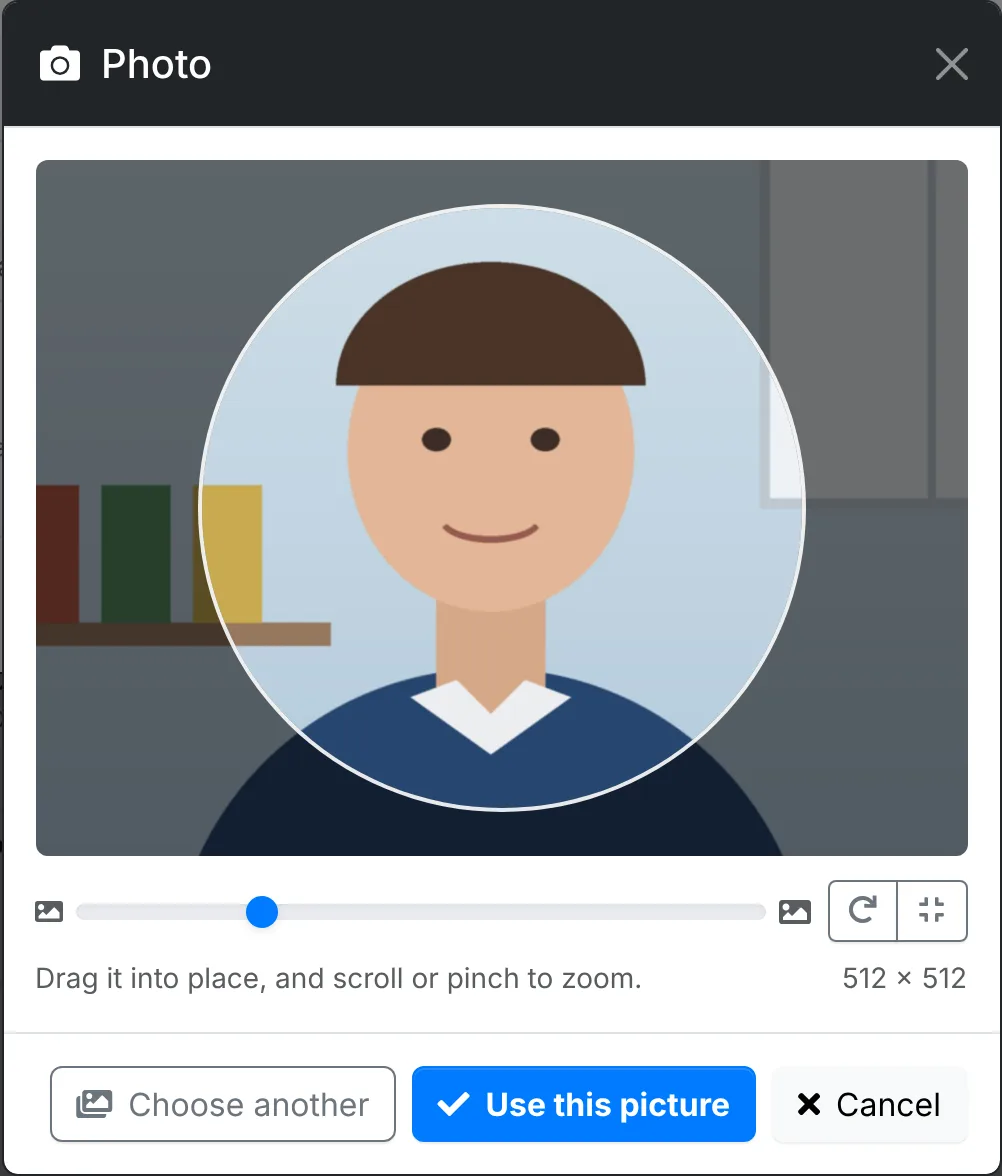 Photo
Drag it into place, and scroll or pinch to zoom.
512 × 512
Choose another
Use this picture
Cancel